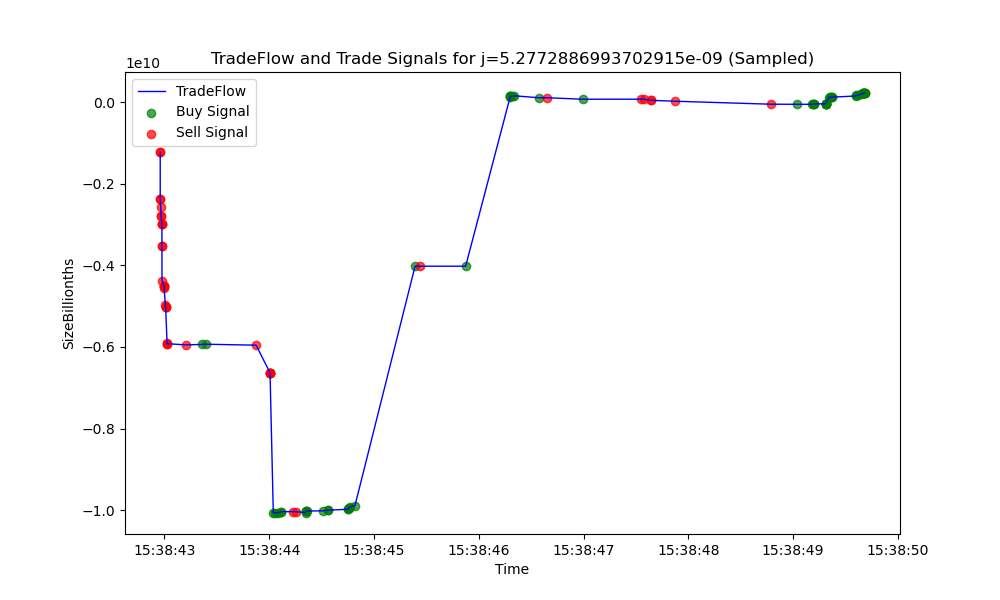 TradeFlow and Trade Signals for j=5.2772886993702915e-09 (Sampled)
1e10
TradeFlow
Buy Signal
Sell Signal
0.0
−0.2
−0.4
−0.6
−0.8
−1.0
SizeBillionths
15:38:43 15:38:44 15:38:45 15:38:46 15:38:47 15:38:48 15:38:49 15:38:50
Time